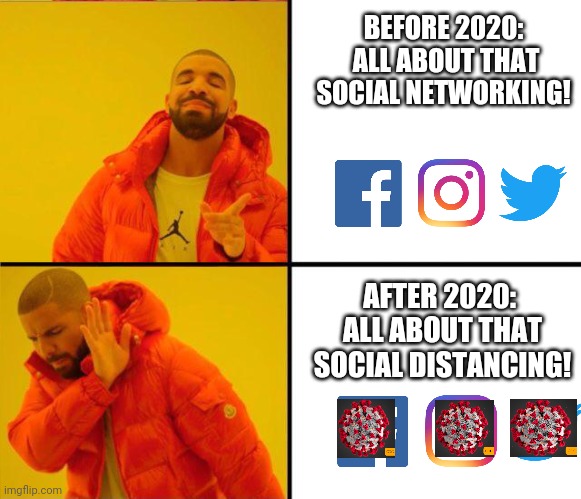 BEFORE 2020:
ALL ABOUT THAT
SOCIAL NETWORKING!
AFTER 2020:
ALL ABOUT THAT
SOCIAL DISTANCING!
imgflip.com